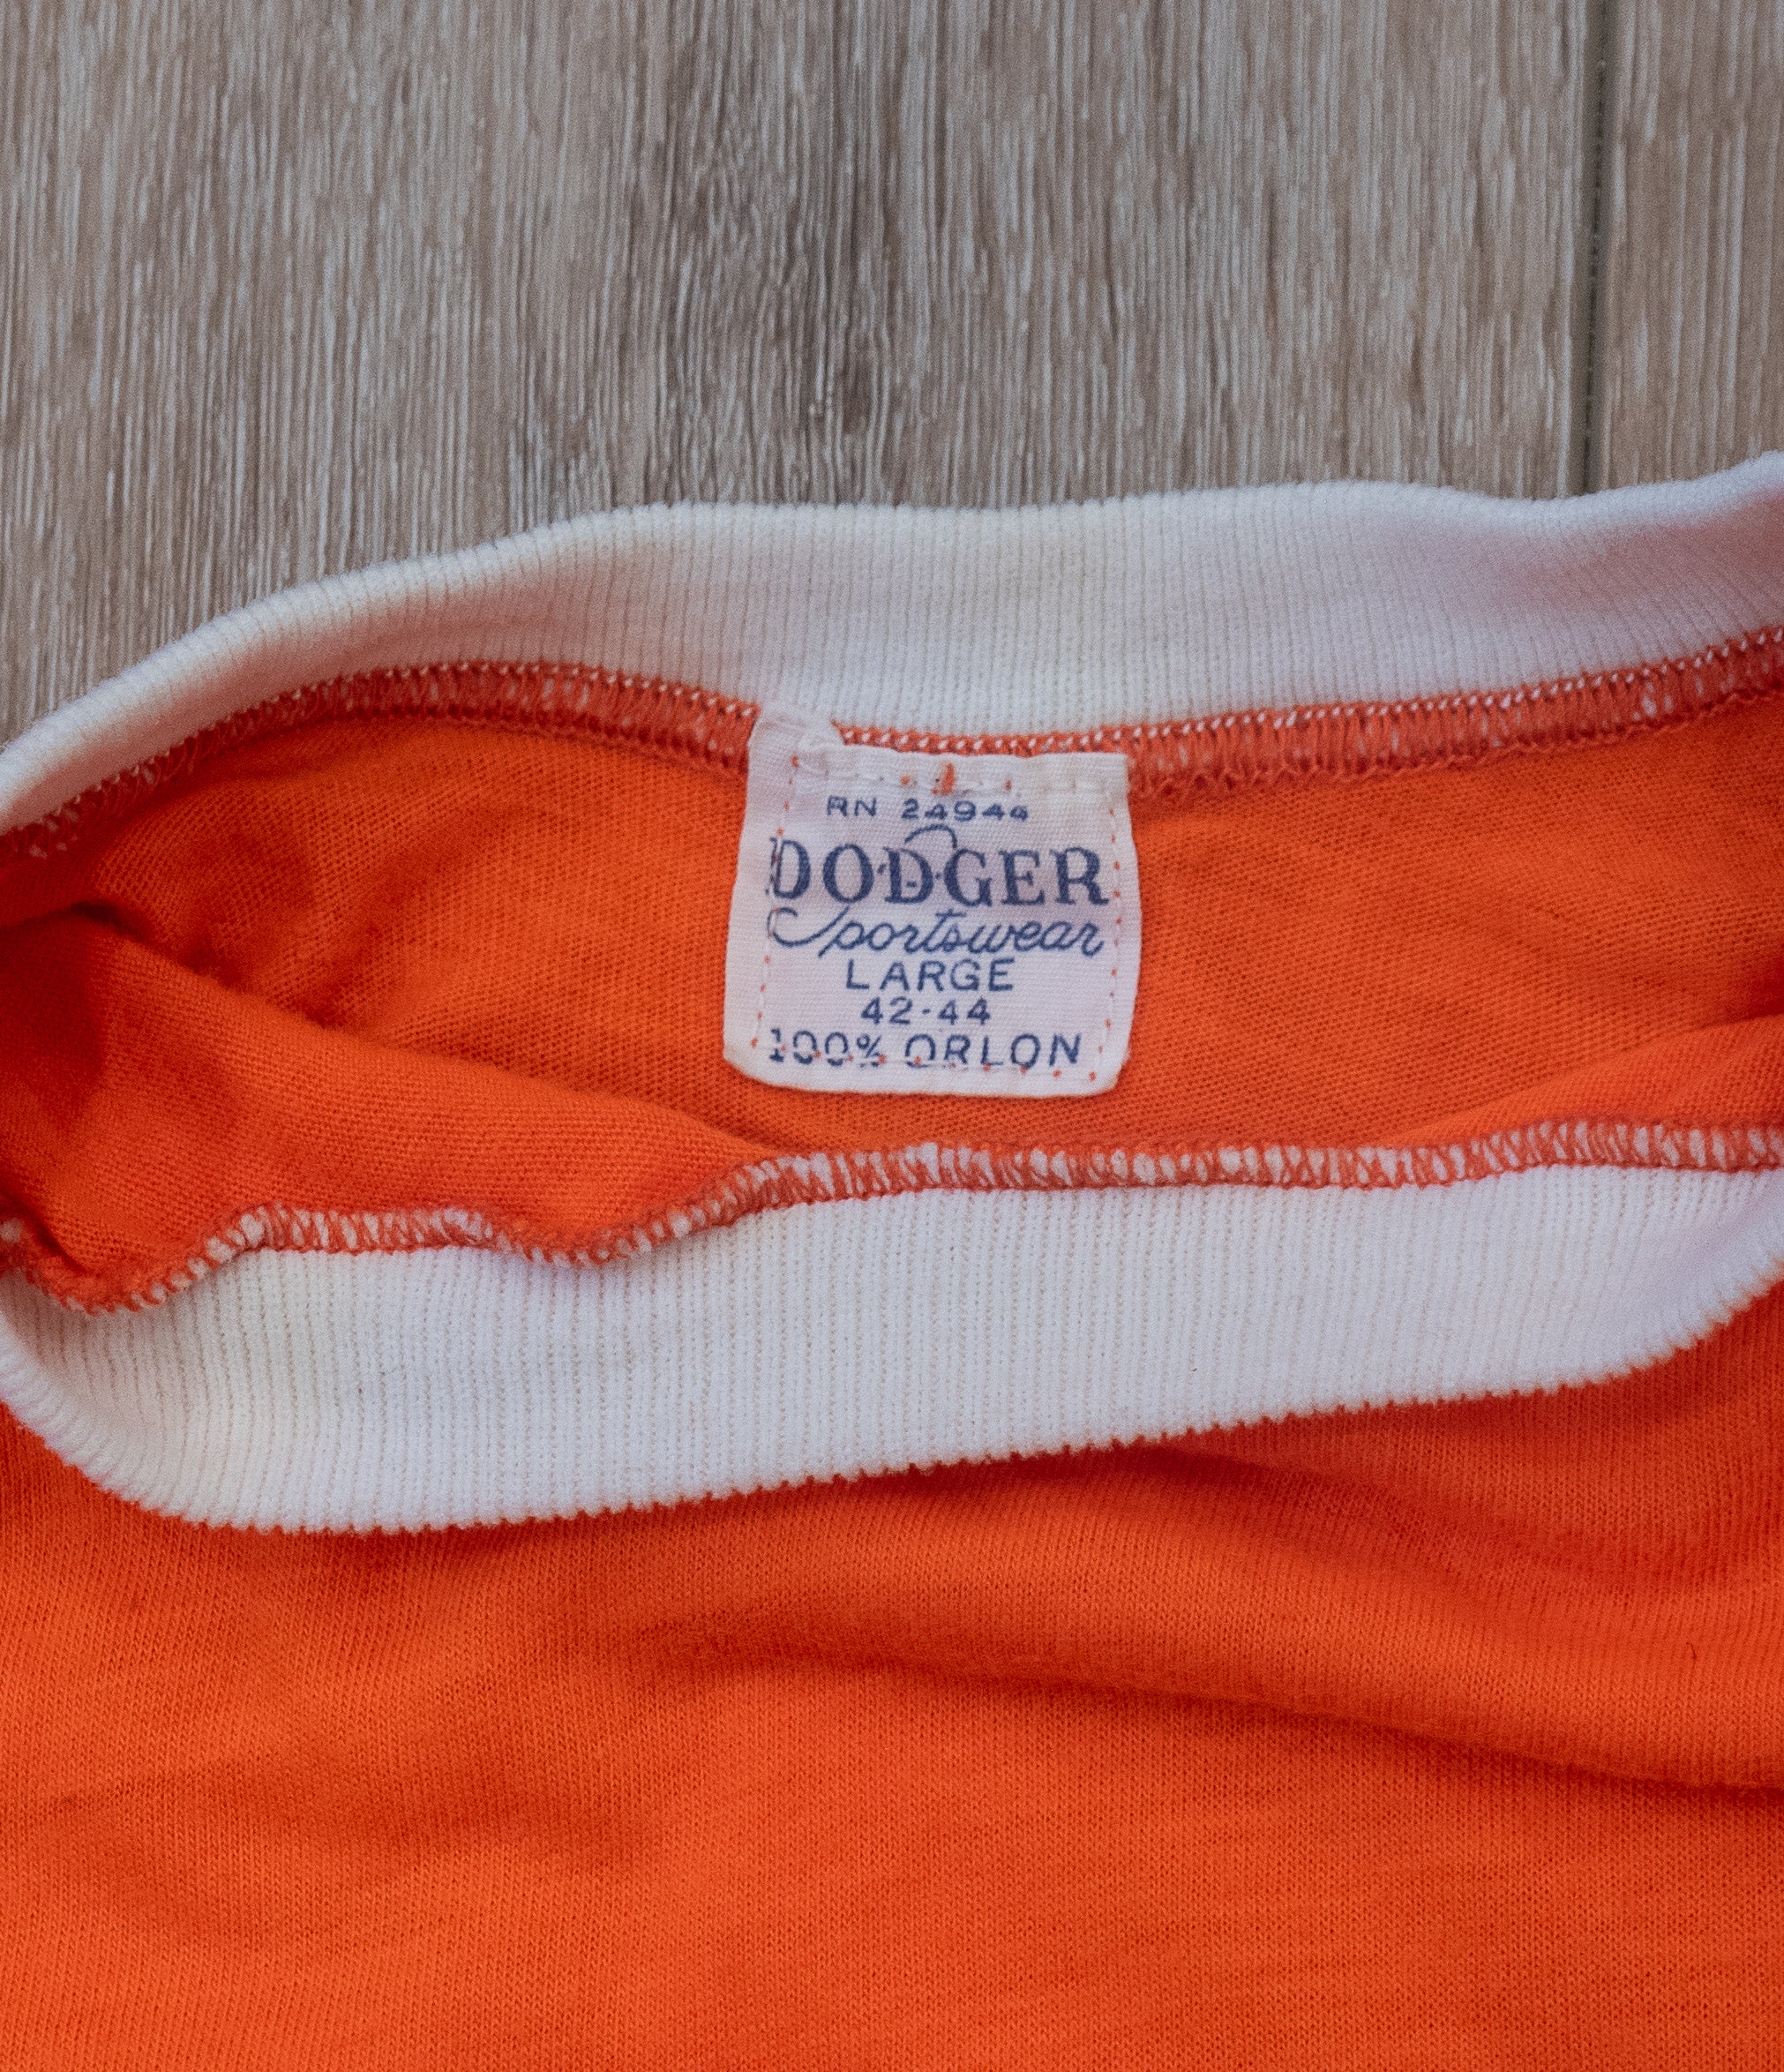 RN 24944
DODGER
Sportswear
LARGE
42-44
100% ORLON